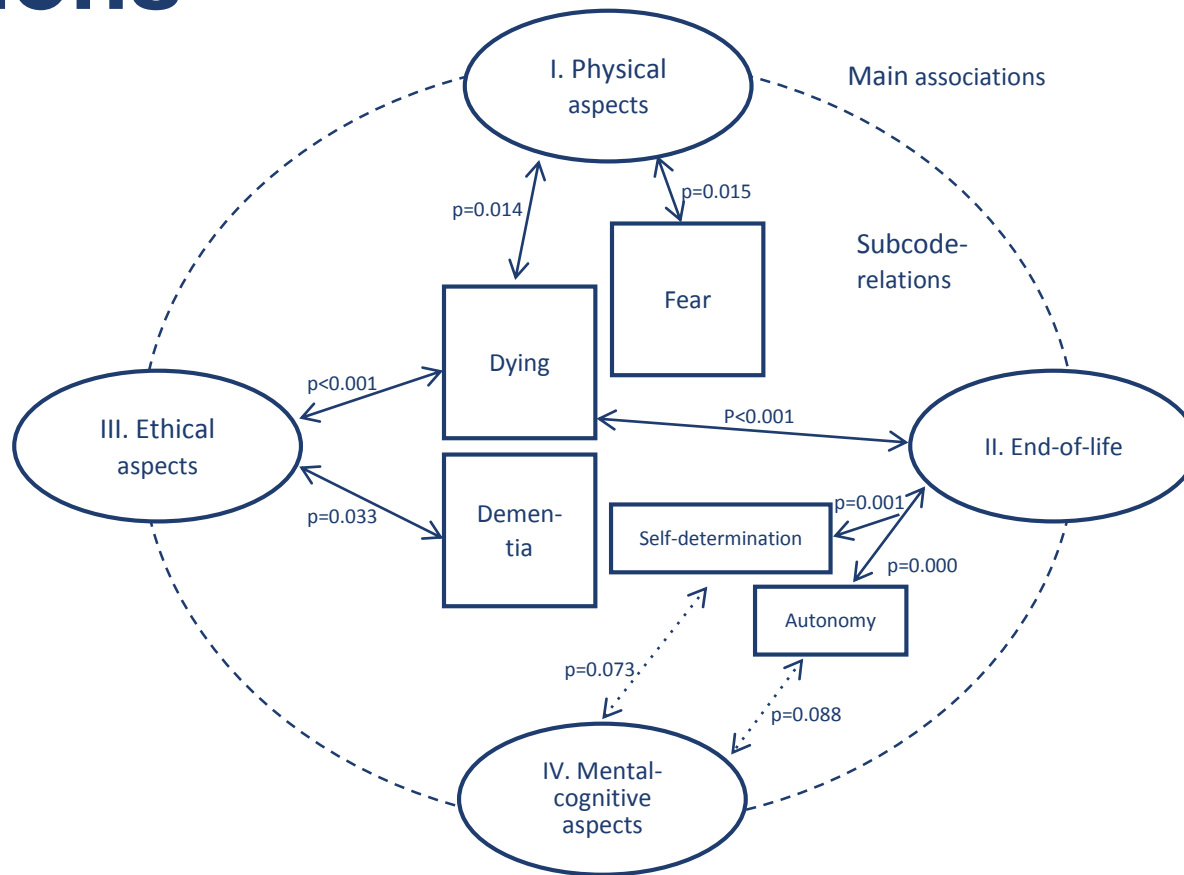 I. Physical
aspects
Main associations
p=0.014
p=0.015
Subcode-
relations
Fear
Dying
p<0.001
P<0.001
III. Ethical
aspects
II. End-of-life
p=0.033
Demen-
tia
p=0.001
Self-determination
p=0.000
Autonomy
p=0.073
p=0.088
IV. Mental-
cognitive
aspects